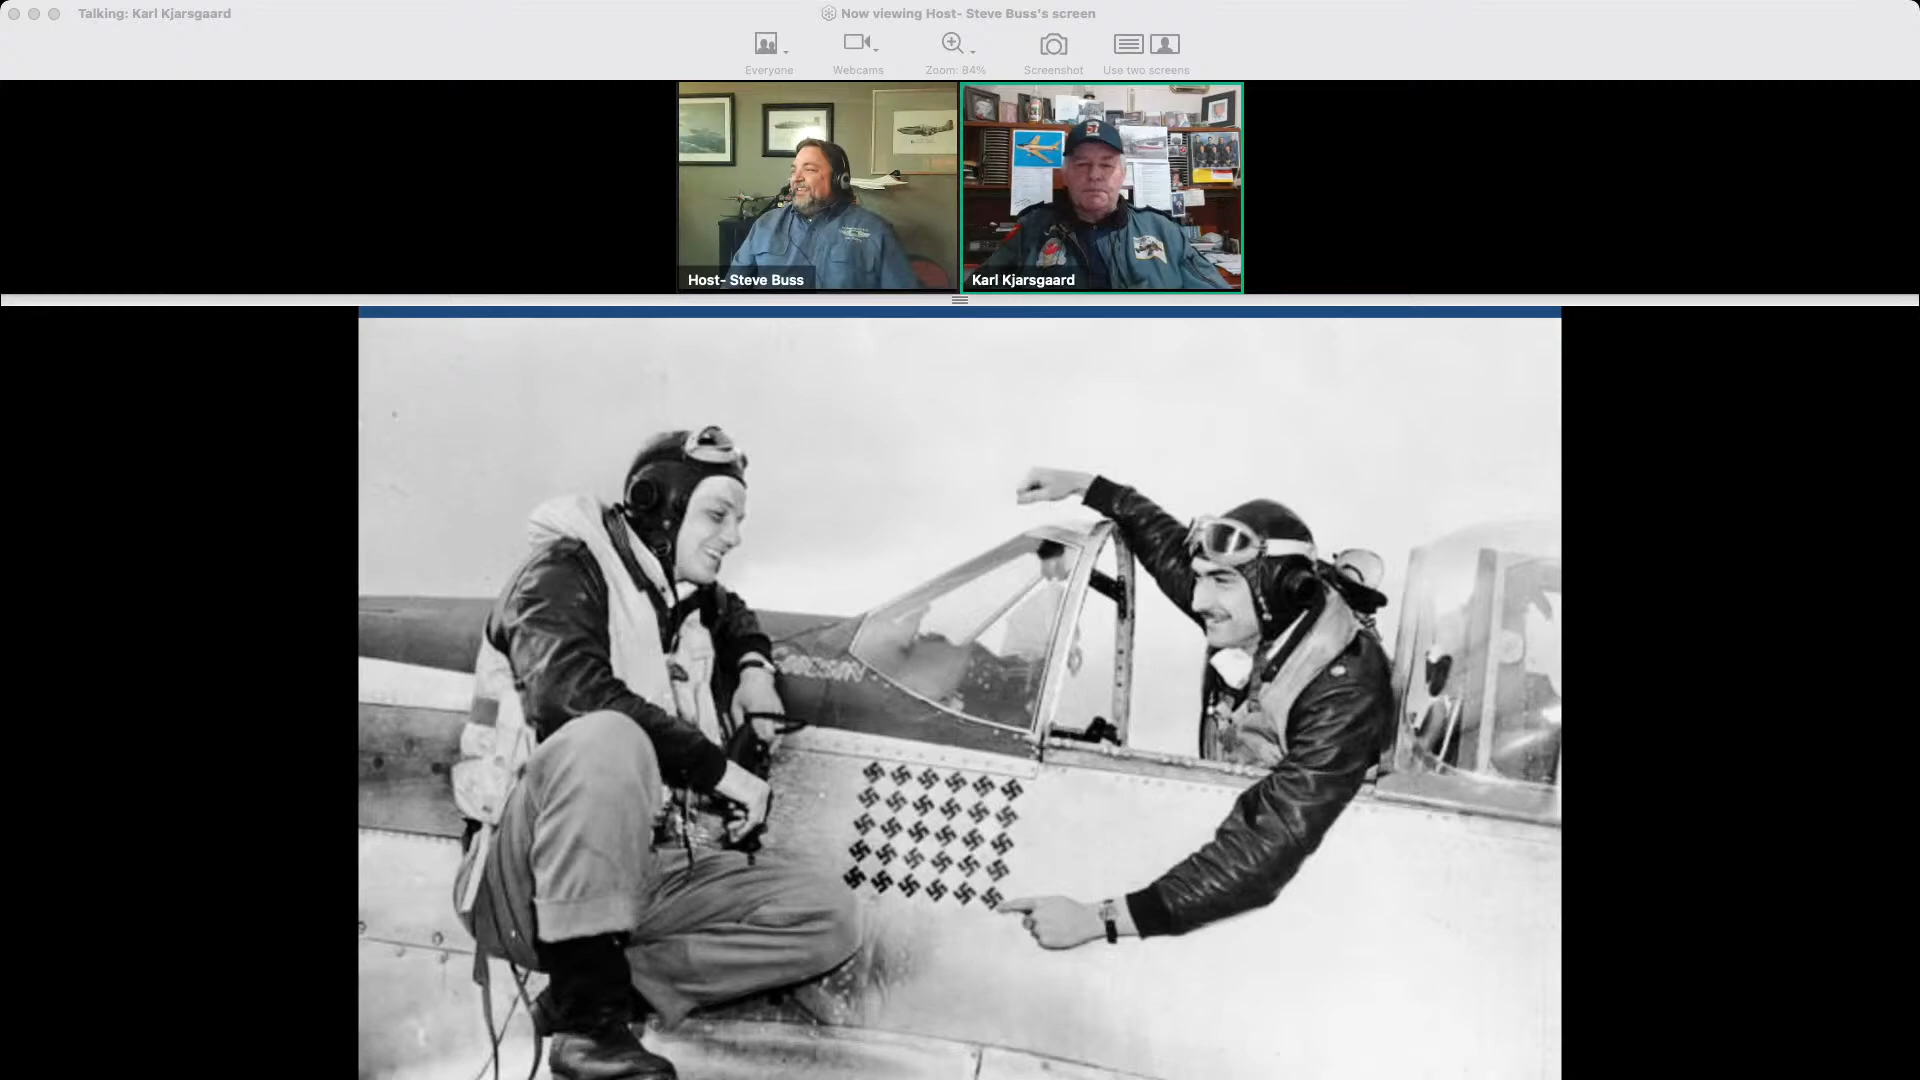 Talking: Karl Kjarsgaard
Now viewing Host- Steve Buss's screen
Everyone
Webcams
Zoom: 84%
Screenshot
Use two screens
Host- Steve Buss
Karl Kjarsgaard